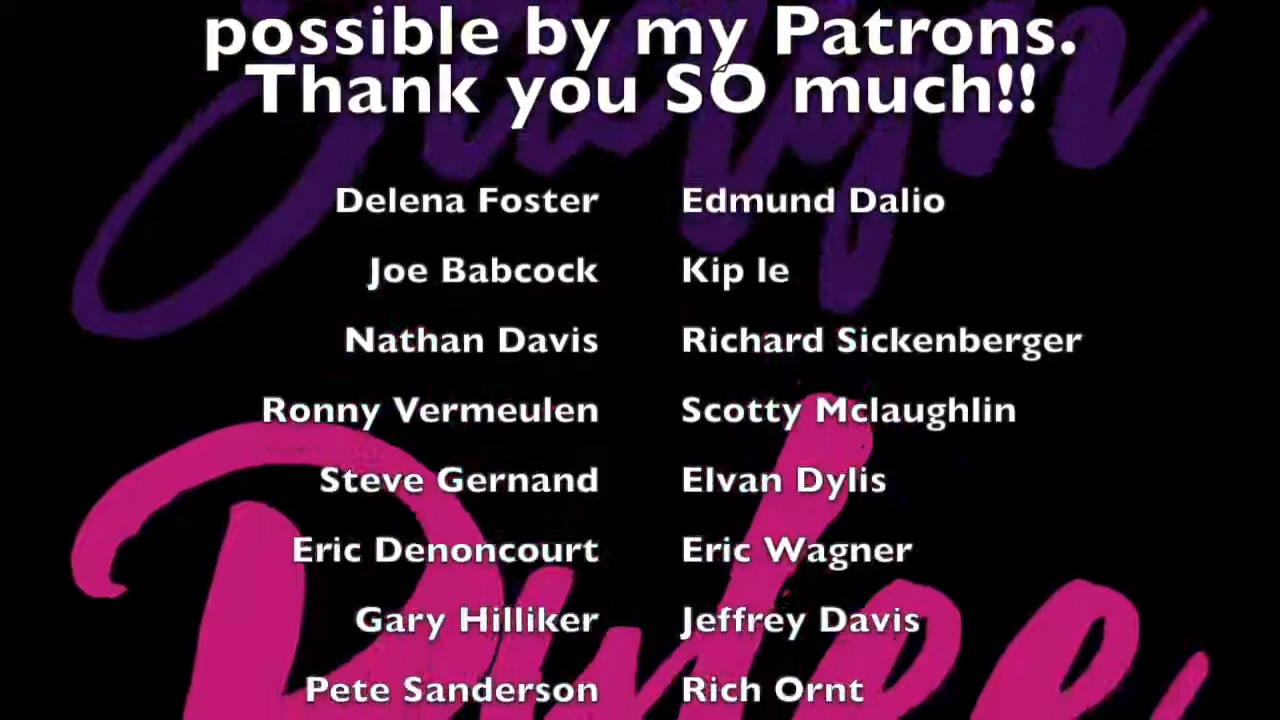 possible by my Patrons.
Thank you SO much!!
Delena Foster Edmund Dalio
Joe Babcock Kip le
Nathan Davis Richard Sickenberger
Ronny Vermeulen Scotty Mclaughlin
Steve Gernand Elvan Dylis
Eric Denoncourt Eric Wagner
Gary Hilliker Jeffrey Davis
Pete Sanderson Rich Ornt